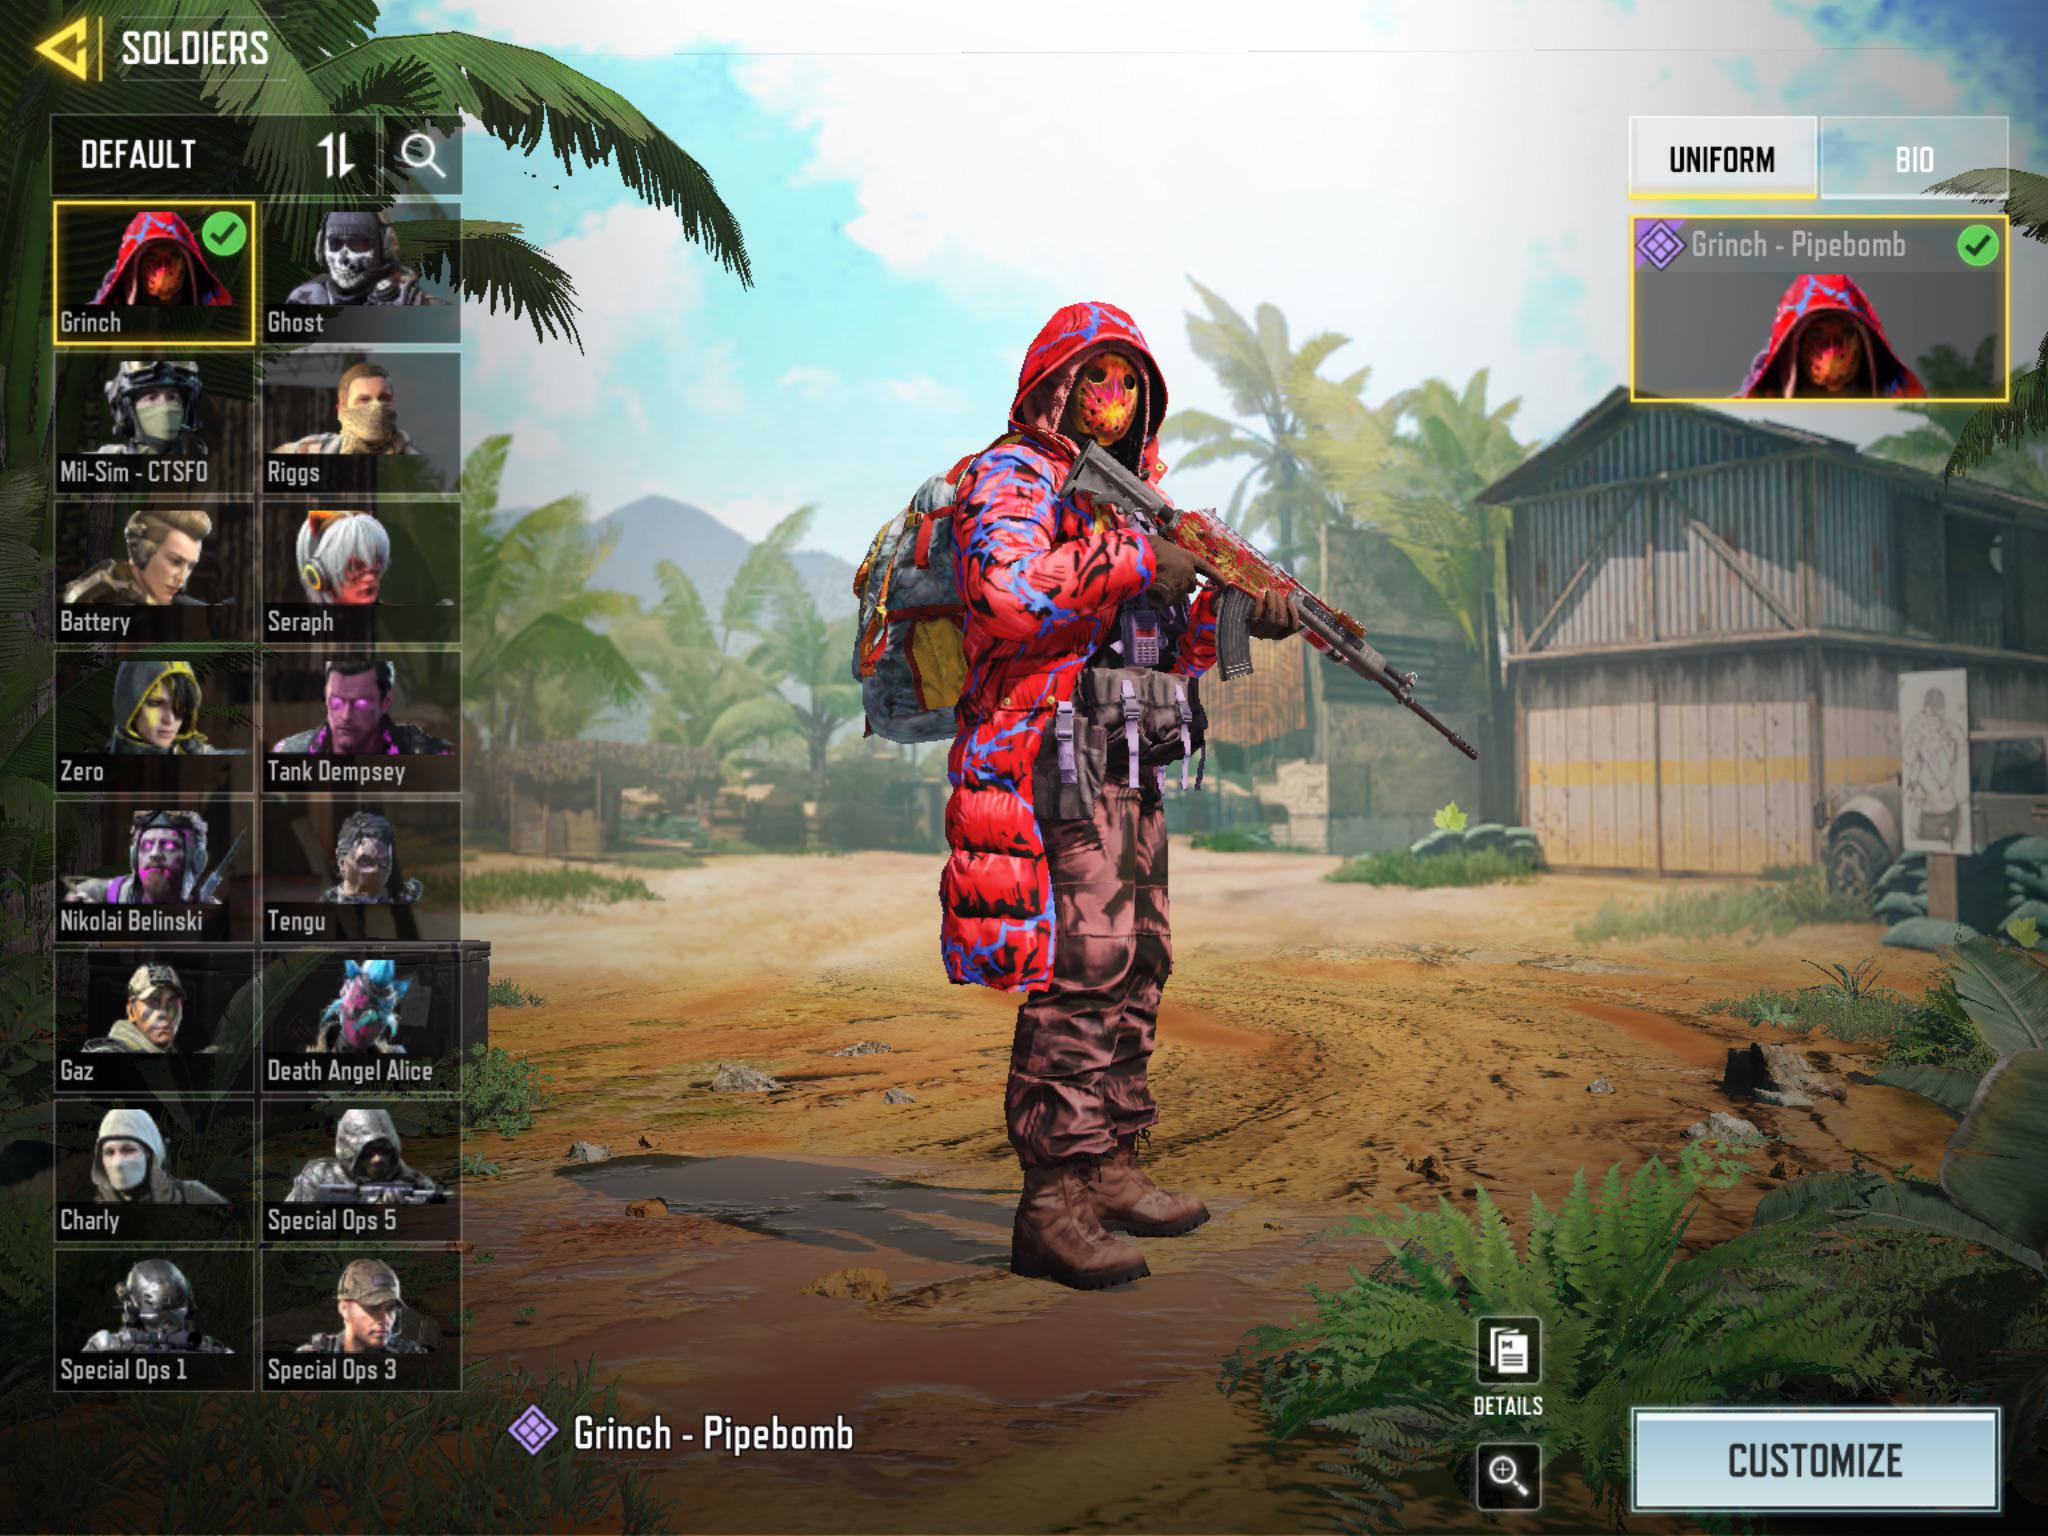 SOLDIERS
DEFAULT
Grinch
Ghost
Mil-Sim - CTSFO
Riggs
Battery
Seraph
Zero
Tank Dempsey
Nikolai Belinski
Tengu
Gaz
Death Angel Alice
Charly
Special Ops 5
Special Ops 1
Special Ops 3
Grinch - Pipebomb
UNIFORM
BIO
Grinch - Pipebomb
DETAILS
CUSTOMIZE